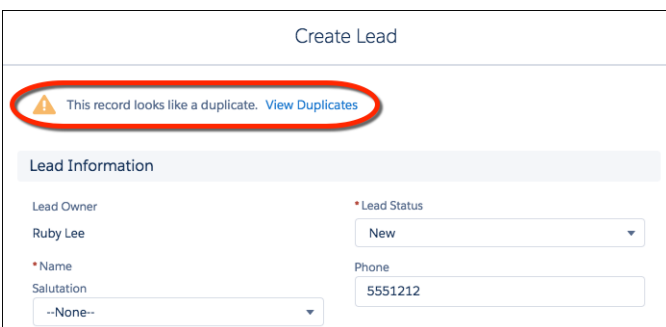 Create Lead
This record looks like a duplicate. View Duplicates
Lead Information
Lead Owner
Ruby Lee
*Name
Salutation
--None--
*Lead Status
New
Phone
5551212